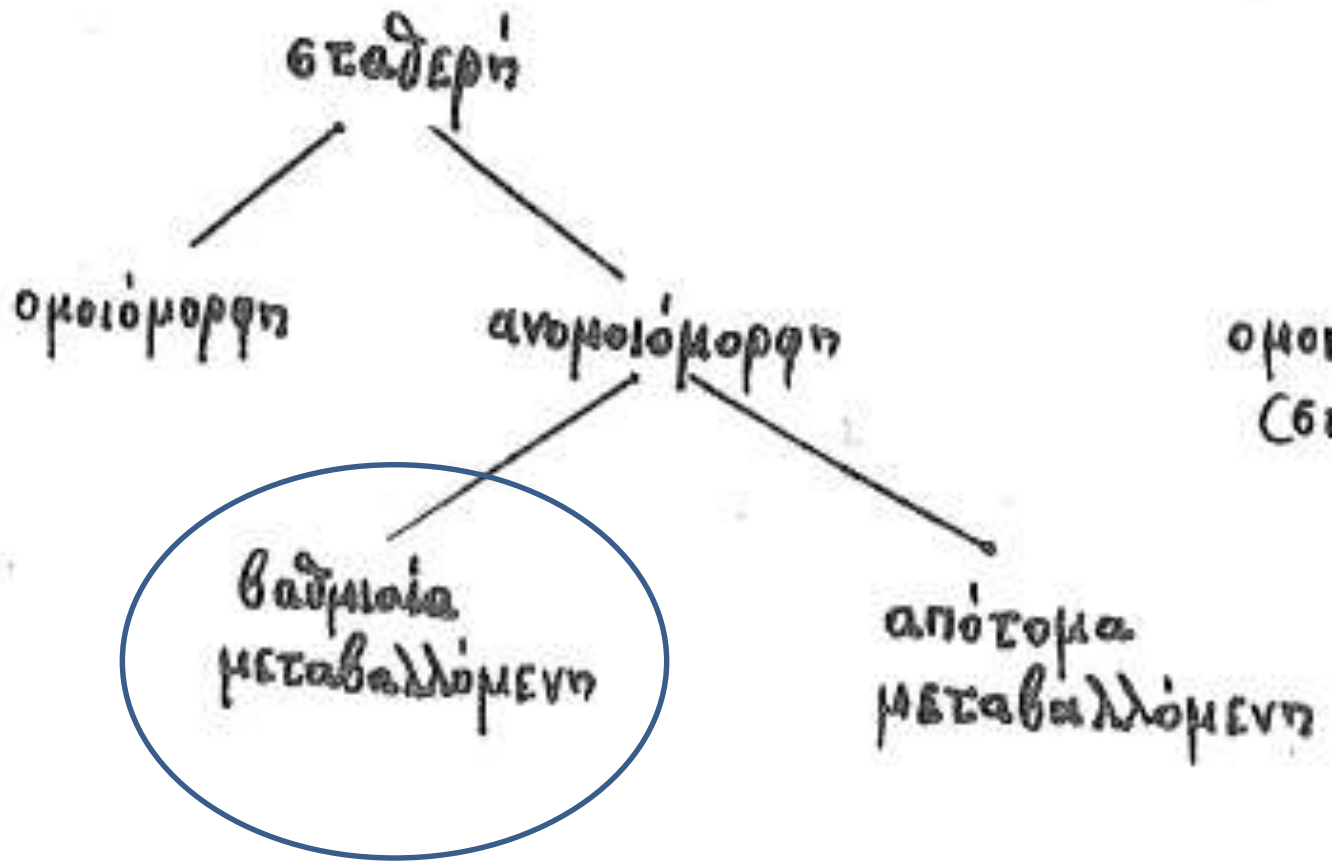 σταθερή
ομοιόμορφη
ανομοιόμορφη
βαθμιαία
μεταβαλλόμενη
απότομα
μεταβαλλόμενη